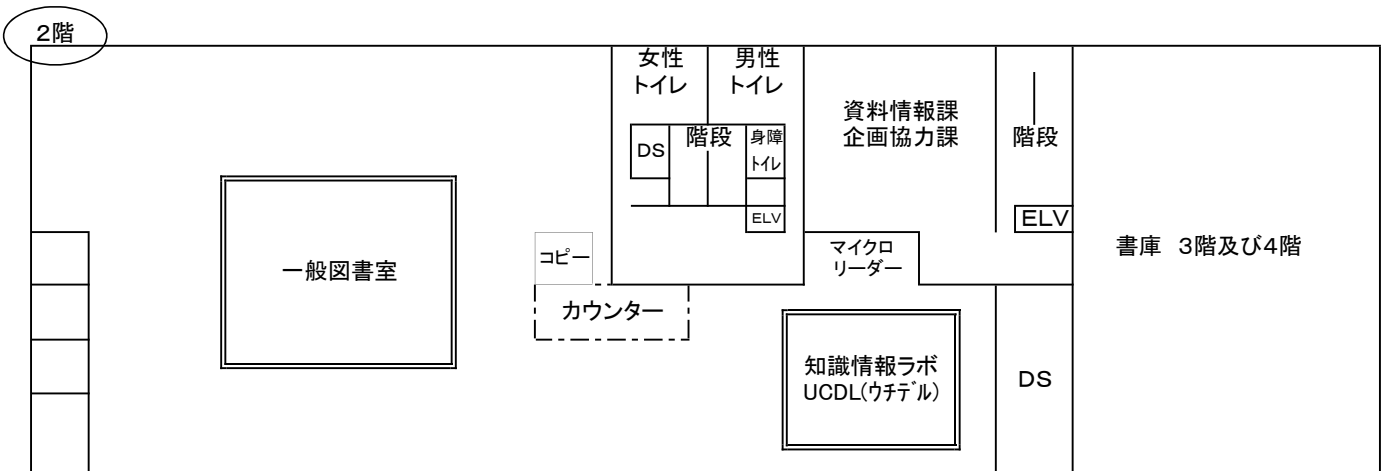 ２階
女性
トイレ
男性
トイレ
資料情報課
企画協力課
階段
DS
階段
身障
トイレ
ELV
ELV
書庫　3階及び4階
一般図書室
コピー
カウンター
マイクロ
リーダー
知識情報ラボ
UCDL(ウチデル)
DS